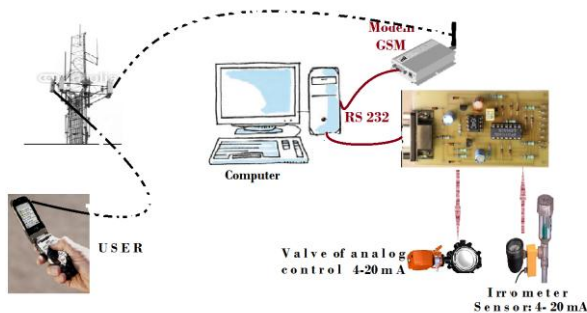 Modem
GSM
RS 232
Computer
USER
Valve of analog
control 4-20 mA
Irrometer
Sensor: 4- 20 mA